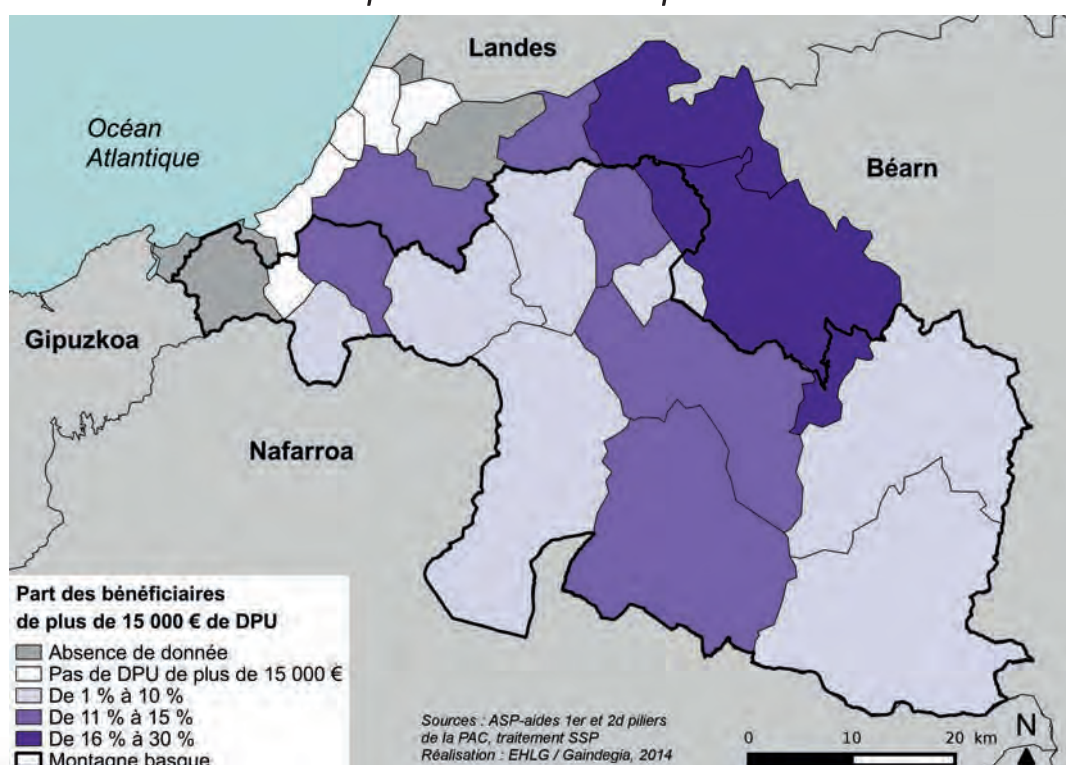 Landes
Océan
Atlantique
Béarn
Gipuzkoa
Nafarroa
Part des bénéficiaires
de plus de 15 000 € de DPU
Absence de donnée
Pas de DPU de plus de 15 000 €
De 1 % à 10 %
De 11 % à 15 %
De 16 % à 30 %
Montagne basque
Sources : ASP-aides 1er et 2d piliers
de la PAC, traitement SSP
Réalisation : EHLG / Gaindegia, 2014
0 10 20 km
N